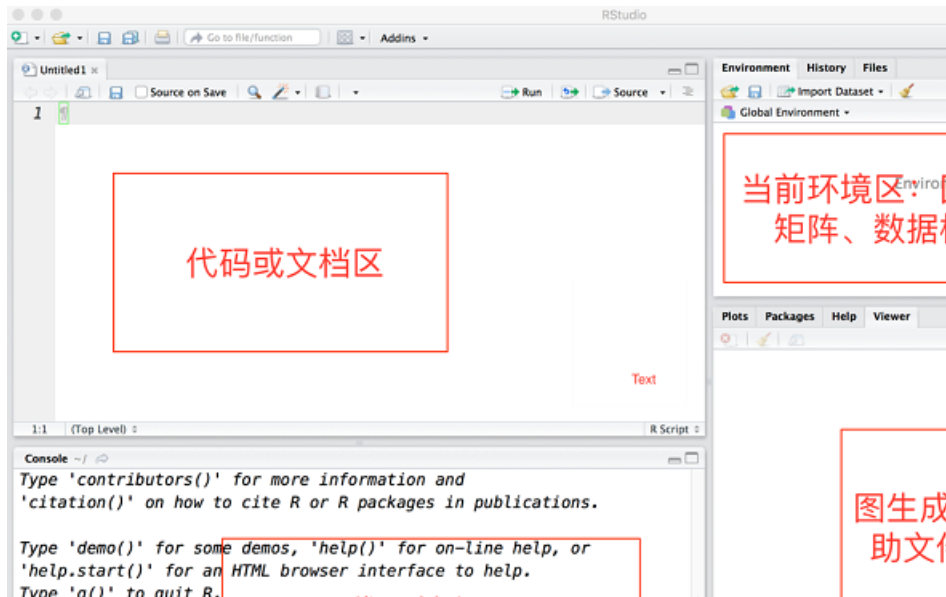 RStudio
Go to file/function
Addins
Untitled1
Source on Save
Run
Source
1
代码或文档区
Text
1:1 (Top Level)
R Script
Console ~/
Type 'contributors()' for more information and
'citation()' on how to cite R or R packages in publications.
Type 'demo()' for some demos, 'help()' for on-line help, or
'help.start()' for an HTML browser interface to help.
Type 'q()' to quit R.
Environment History Files
Import Dataset
Global Environment
当前环境区：
矩阵、数据
Plots Packages Help Viewer
图生成
助文